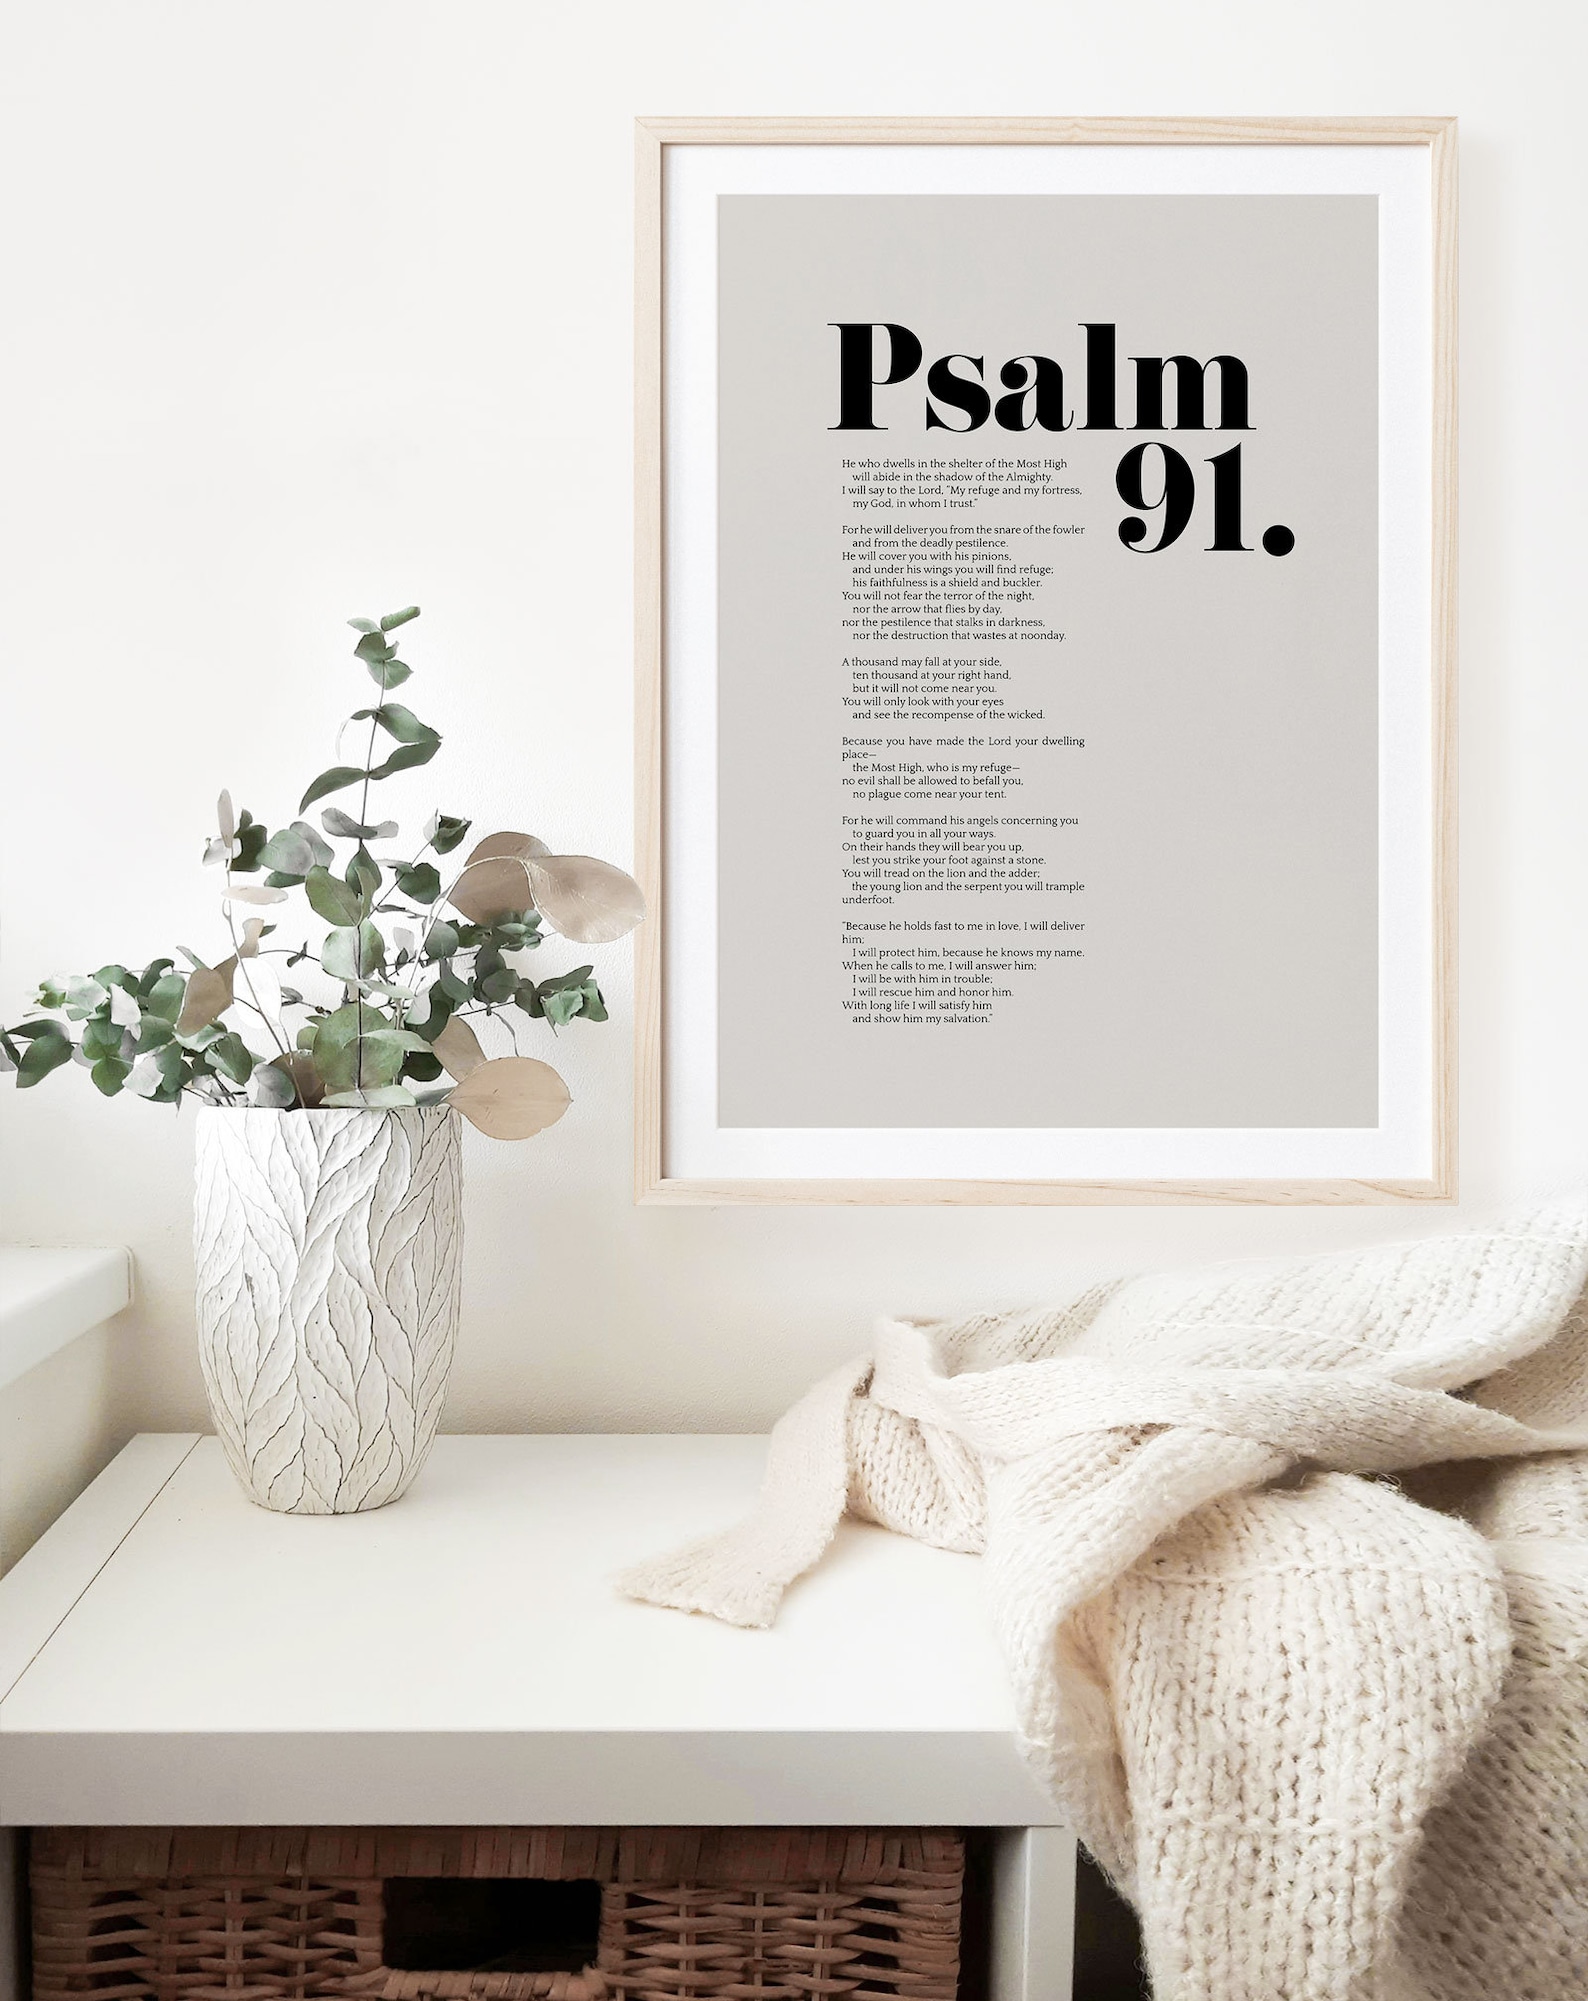 Psalm
91.
He who dwells in the shelter of the Most High
will abide in the shadow of the Almighty.
I will say to the Lord, “My refuge and my fortress,
my God, in whom I trust.”
For he will deliver you from the snare of the fowler
and from the deadly pestilence.
He will cover you with his pinions,
and under his wings you will find refuge;
his faithfulness is a shield and buckler.
You will not fear the terror of the night,
nor the arrow that flies by day,
nor the pestilence that stalks in darkness,
nor the destruction that wastes at noonday.
A thousand may fall at your side,
ten thousand at your right hand,
but it will not come near you.
You will only look with your eyes
and see the recompense of the wicked.
Because you have made the Lord your dwelling
place—
the Most High, who is my refuge—
no evil shall be allowed to befall you,
no plague come near your tent.
For he will command his angels concerning you
to guard you in all your ways.
On their hands they will bear you up,
lest you strike your foot against a stone.
You will tread on the lion and the adder;
the young lion and the serpent you will trample
underfoot.
“Because he holds fast to me in love, I will deliver
him;
I will protect him, because he knows my name.
When he calls to me, I will answer him;
I will be with him in trouble;
I will rescue him and honor him.
With long life I will satisfy him
and show him my salvation.”